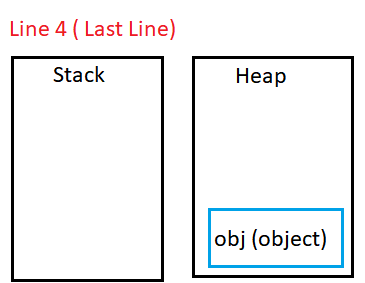 Line 4 ( Last Line)
Stack
Heap
obj (object)